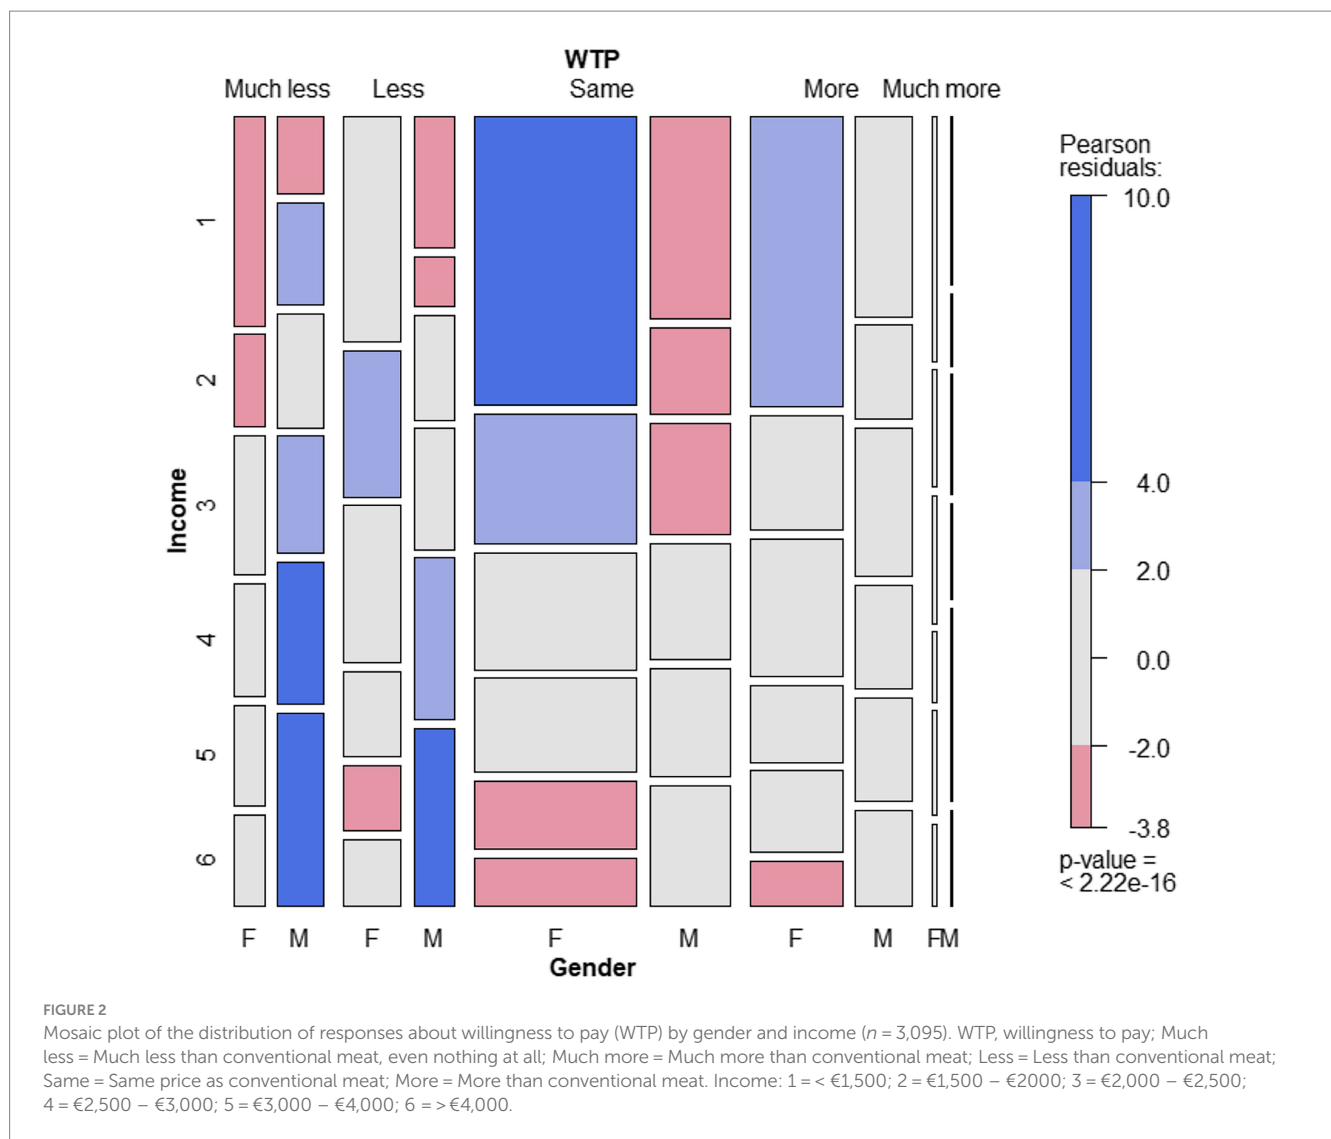 WTP
Much less Less Same More Much more
Pearson
residuals:
10.0
4.0
2.0
0.0
-2.0
-3.8
p-value =
< 2.22e-16
Income
1
2
3
4
5
6
F M F M F M F M F M
Gender
FIGURE 2
Mosaic plot of the distribution of responses about willingness to pay (WTP) by gender and income (n = 3,095). WTP, willingness to pay; Much
less = Much less than conventional meat, even nothing at all; Much more = Much more than conventional meat; Less = Less than conventional meat;
Same = Same price as conventional meat; More = More than conventional meat. Income: 1 = < €1,500; 2 = €1,500 – €2000; 3 = €2,000 – €2,500;
4 = €2,500 – €3,000; 5 = €3,000 – €4,000; 6 = > €4,000.